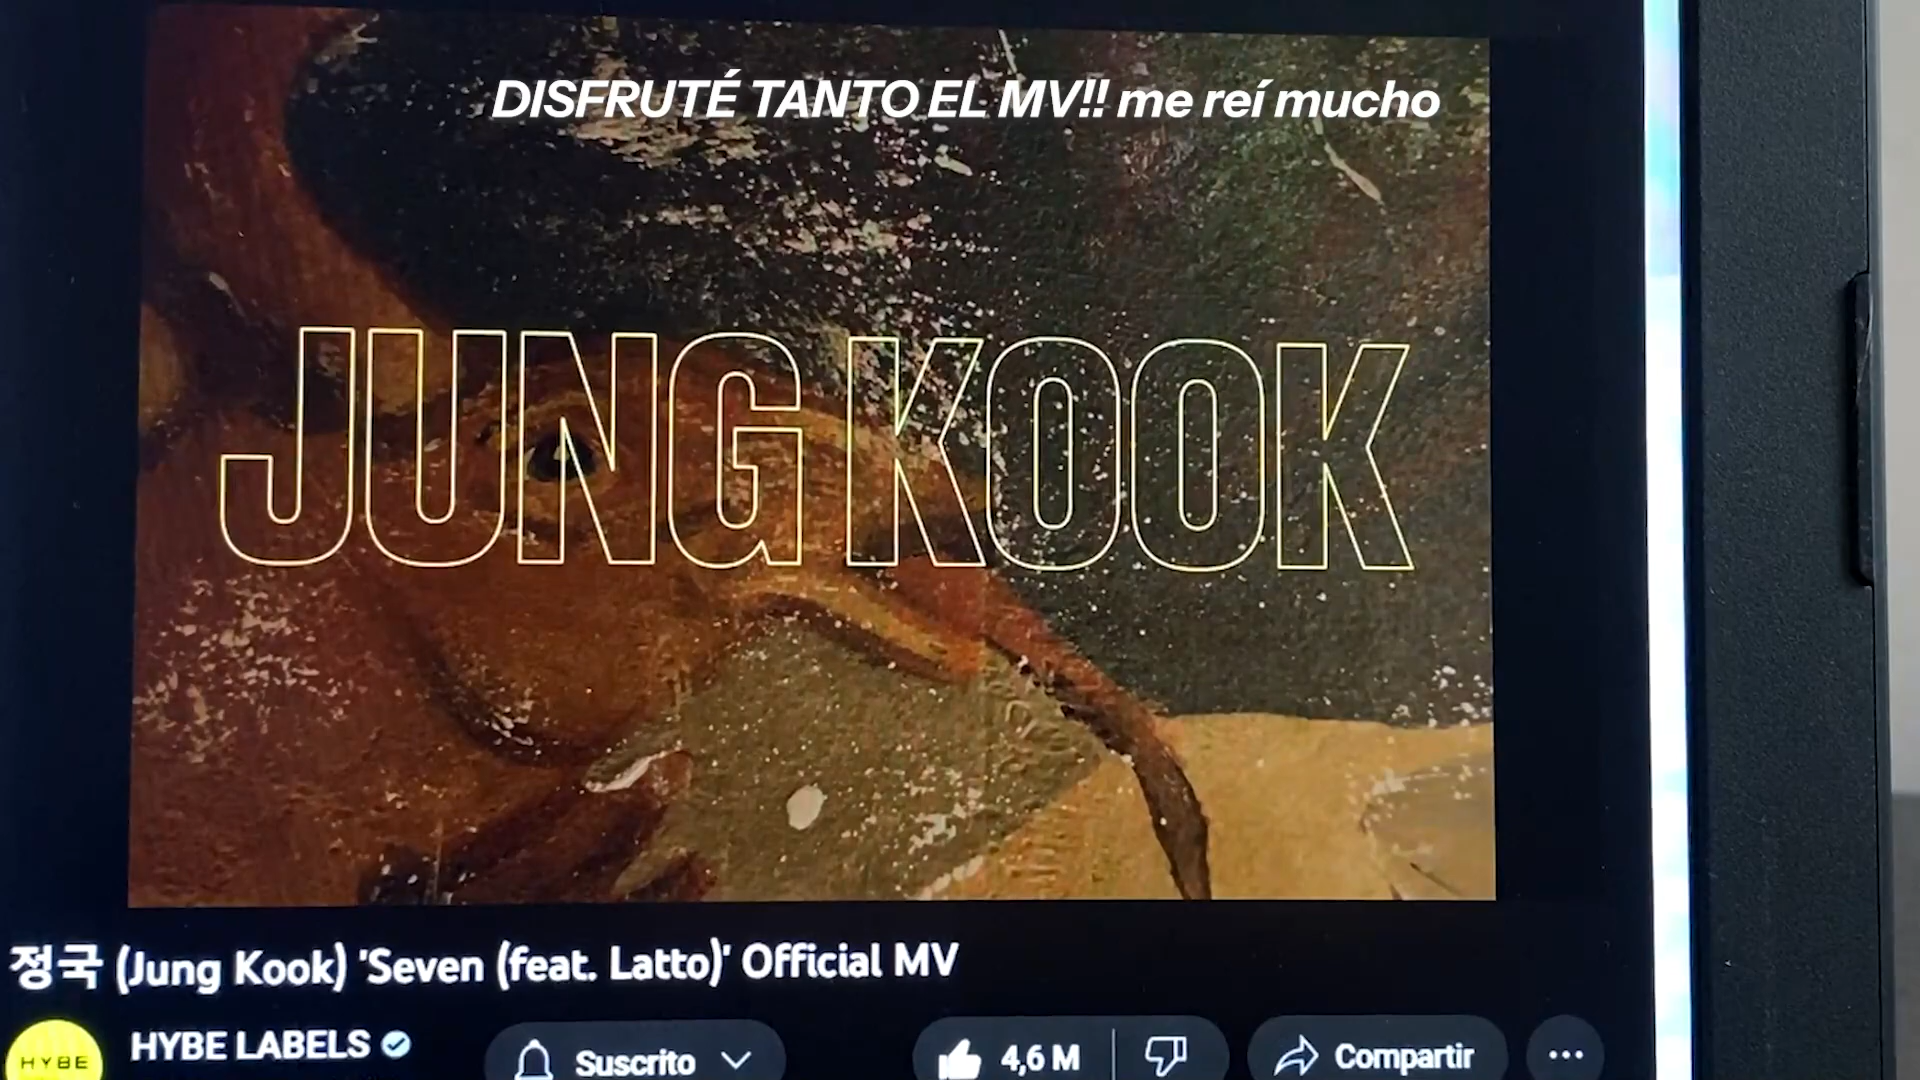 DISFRUTÉ TANTO EL MV!! me reí mucho
JUNG KOOK
정국 (Jung Kook) 'Seven (feat. Latto)' Official MV
HYBE
HYBE LABELS
Suscrito
4,6 M
Compartir